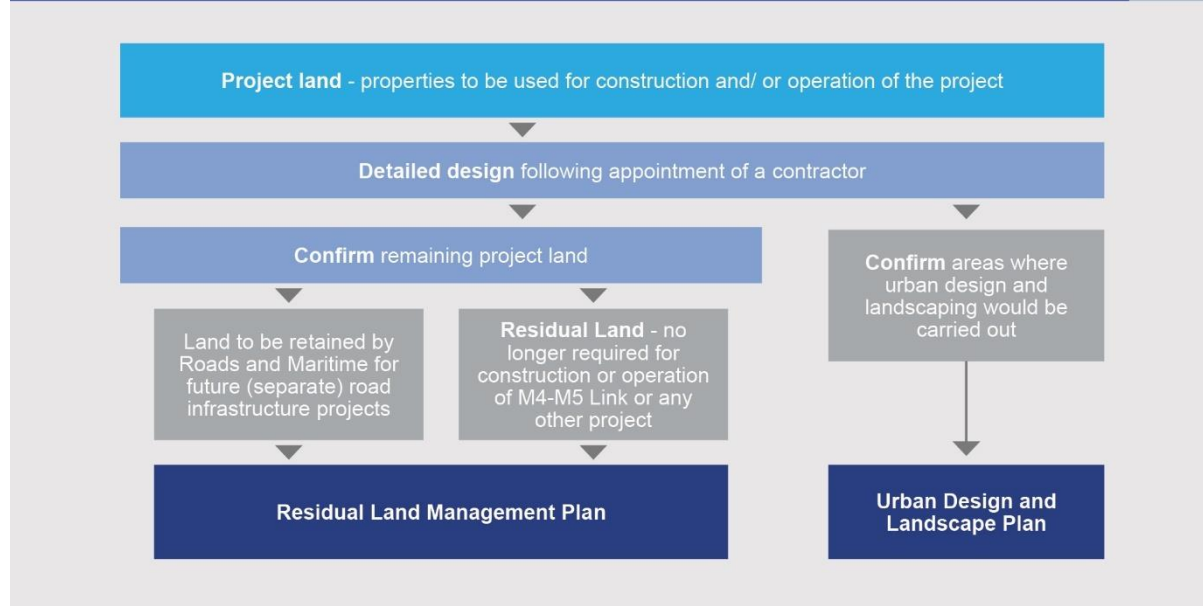 Project land - properties to be used for construction and/ or operation of the project
Detailed design following appointment of a contractor
Confirm remaining project land
Confirm areas where
urban design and
landscaping would be
carried out
Land to be retained by
Roads and Maritime for
future (separate) road
infrastructure projects
Residual Land - no
longer required for
construction or operation
of M4-M5 Link or any
other project
Residual Land Management Plan
Urban Design and
Landscape Plan